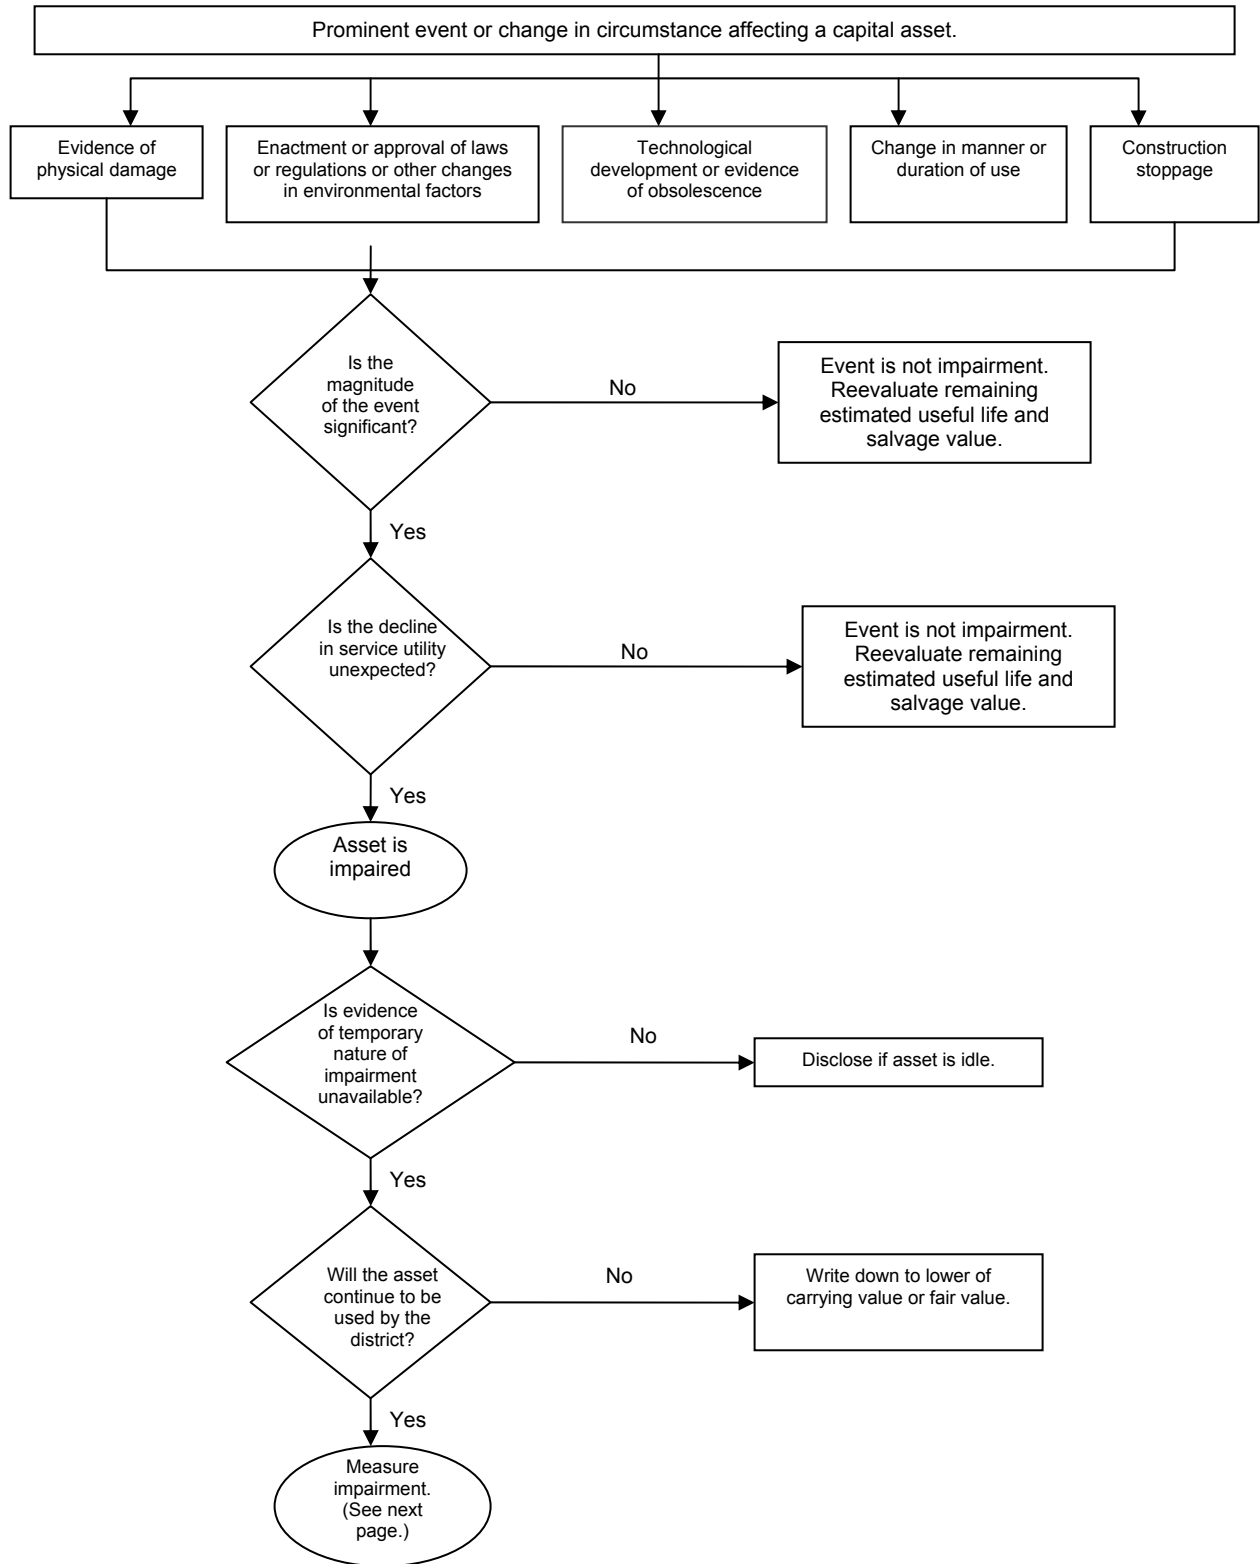 Prominent event or change in circumstance affecting a capital asset.
Evidence of
physical damage
Enactment or approval of laws
or regulations or other changes
in environmental factors
Technological
development or evidence
of obsolescence
Change in manner or
duration of use
Construction
stoppage
Is the
magnitude
of the event
significant?
No
Event is not impairment.
Reevaluate remaining
estimated useful life and
salvage value.
Yes
Is the decline
in service utility
unexpected?
No
Event is not impairment.
Reevaluate remaining
estimated useful life and
salvage value.
Yes
Asset is
impaired
Is evidence
of temporary
nature of
impairment
unavailable?
No
Disclose if asset is idle.
Yes
Will the asset
continue to be
used by the
district?
No
Write down to lower of
carrying value or fair value.
Yes
Measure
impairment.
(See next
page.)